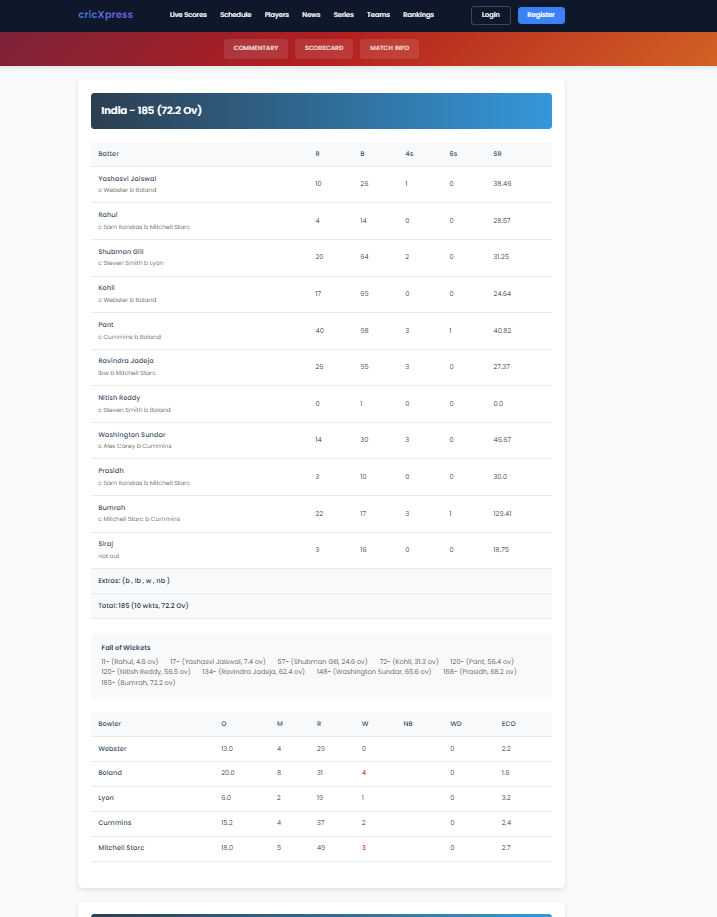 cricXpress Live Scores Schedule Players News Series Teams Rankings Login Register
COMMENTARY SCORECARD MATCH INFO
India - 185 (72.2 Ov)
Batter R B 4s 6s SR
Yashasvi Jaiswal
c Webster b Boland
10 26 1 0 38.46
Rahul
c Sam Konstas b Mitchell Starc
4 14 0 0 28.57
Shubman Gill
c Steven Smith b Lyon
20 64 2 0 31.25
Kohli
c Webster b Boland
17 69 0 0 24.64
Pant
c Cummins b Boland
40 98 3 1 40.82
Ravindra Jadeja
lbw b Mitchell Starc
26 95 3 0 27.37
Nitish Reddy
c Steven Smith b Boland
0 1 0 0 0.0
Washington Sundar
c Alex Carey b Cummins
14 30 3 0 46.67
Prasidh
c Sam Konstas b Mitchell Starc
3 10 0 0 30.0
Bumrah
c Mitchell Starc b Cummins
22 17 3 1 129.41
Siraj
not out
3 16 0 0 18.75
Extras: (b , lb , w , nb )
Total: 185 (10 wkts, 72.2 Ov)
Fall of Wickets
11- (Rahul, 4.6 ov) 17- (Yashasvi Jaiswal, 7.4 ov) 57- (Shubman Gill, 24.6 ov) 72- (Kohli, 31.3 ov) 120- (Pant, 56.4 ov)
120- (Nitish Reddy, 56.5 ov) 134- (Ravindra Jadeja, 62.4 ov) 148- (Washington Sundar, 65.6 ov) 168- (Prasidh, 68.2 ov)
185- (Bumrah, 72.2 ov)
Bowler O M R W NB WD ECO
Webster 13.0 4 29 0 0 2.2
Boland 20.0 8 31 4 0 1.6
Lyon 6.0 2 19 1 0 3.2
Cummins 15.2 4 37 2 0 2.4
Mitchell Starc 18.0 5 49 3 0 2.7